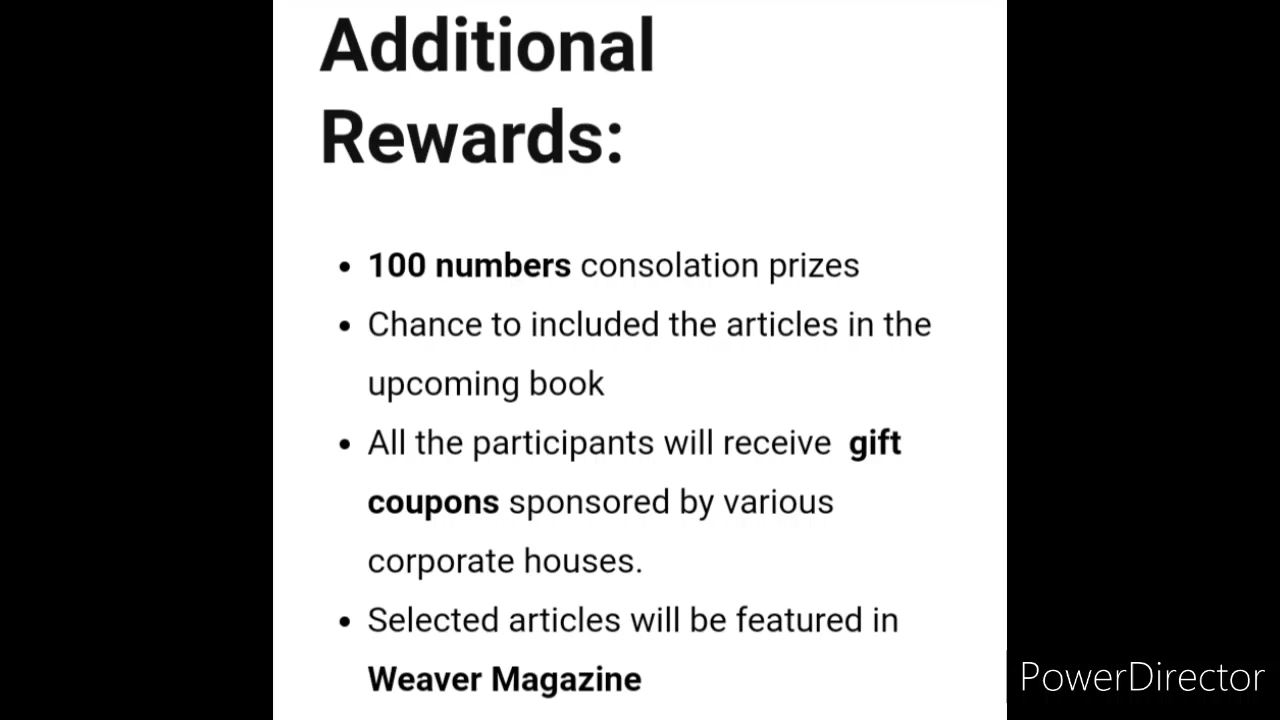 Additional
Rewards:
• 100 numbers consolation prizes
• Chance to included the articles in the
upcoming book
• All the participants will receive gift
coupons sponsored by various
corporate houses.
• Selected articles will be featured in
Weaver Magazine
PowerDirector